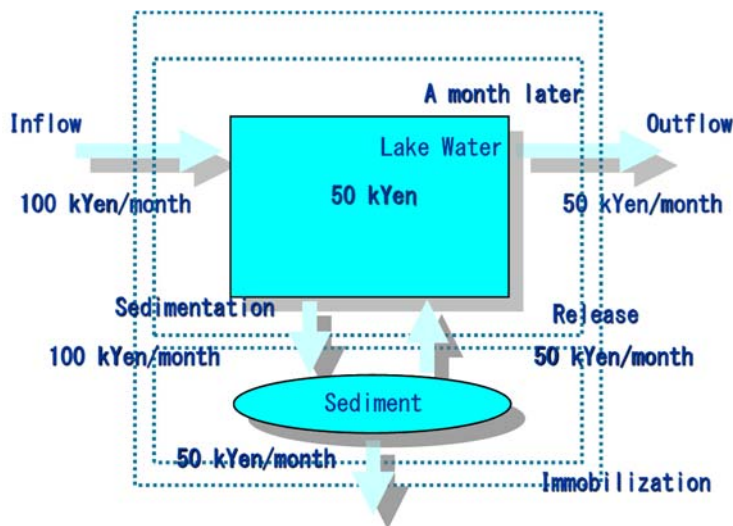 A month later
Inflow
Outflow
Lake Water
100 kYen/month
50 kYen
50 kYen/month
Sedimentation
Release
100 kYen/month
50 kYen/month
Sediment
50 kYen/month
Immobilization